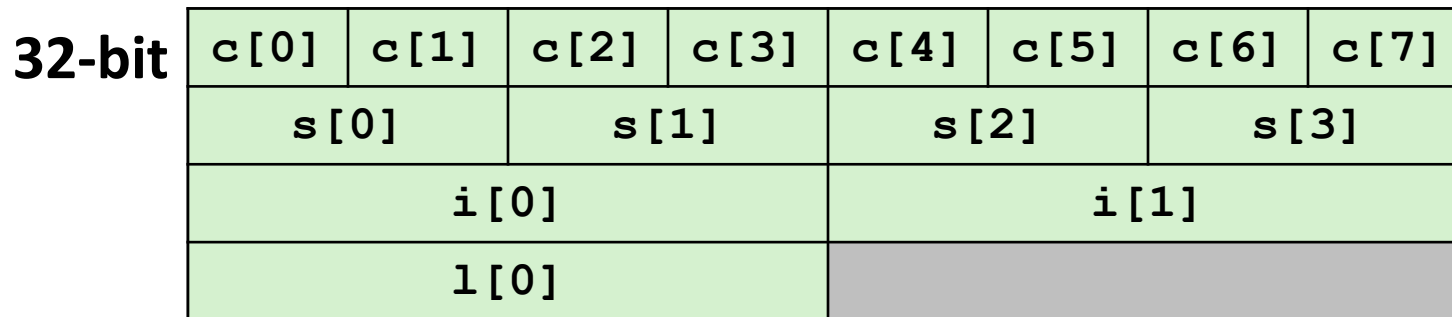 32-bit c[0] c[1] c[2] c[3] c[4] c[5] c[6] c[7]
s[0] s[1] s[2] s[3]
i[0] i[1]
l[0]